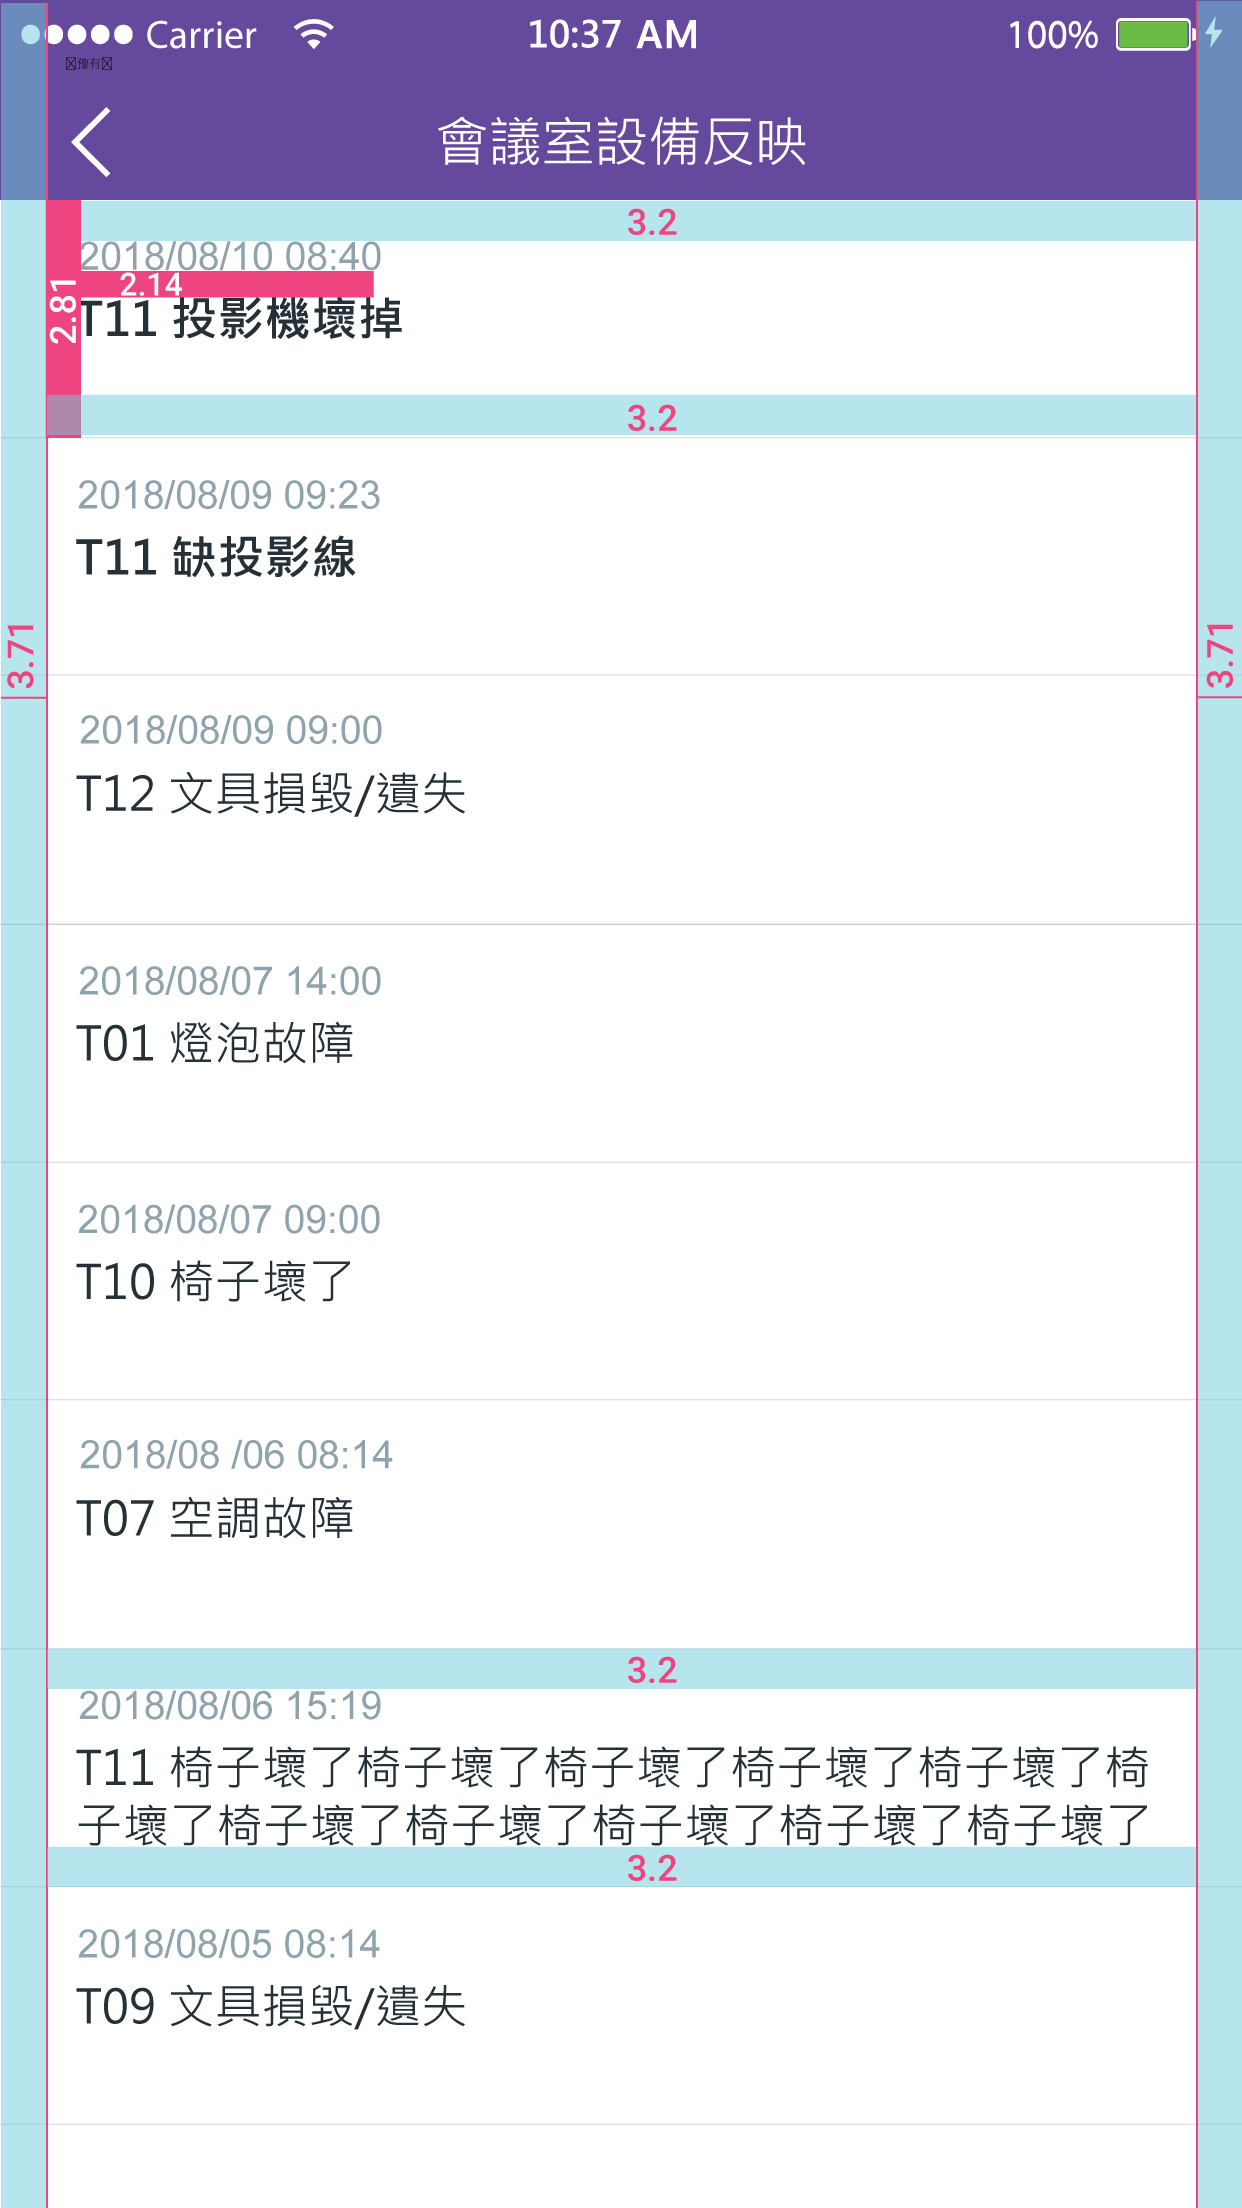 Carrier 10:37 AM 100%
豫有
會議室設備反映
3.2
2018/08/10 08:40
2.14
2.81
T11 投影機壞掉
3.2
2018/08/09 09:23
T11 缺投影線
3.71
3.71
2018/08/09 09:00
T12 文具損毀/遺失
2018/08/07 14:00
T01 燈泡故障
2018/08/07 09:00
T10 椅子壞了
2018/08 /06 08:14
T07 空調故障
3.2
2018/08/06 15:19
T11 椅子壞了椅子壞了椅子壞了椅子壞了椅子壞了椅
子壞了椅子壞了椅子壞了椅子壞了椅子壞了椅子壞了
3.2
2018/08/05 08:14
T09 文具損毀/遺失